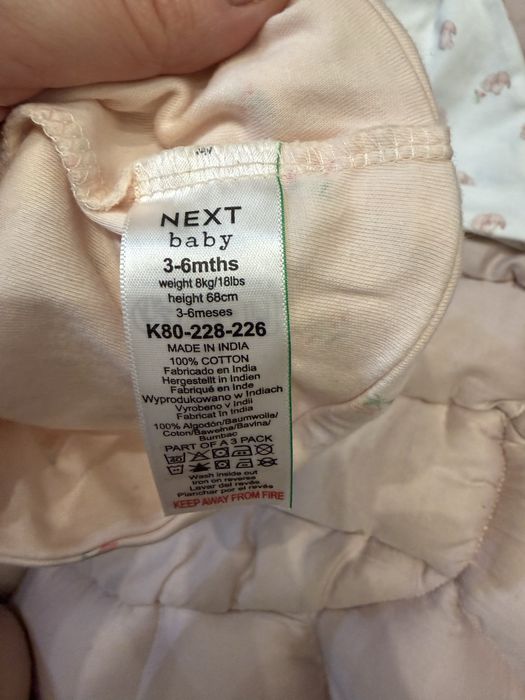 NEXT
baby
3-6mths
weight 8kg/18lbs
height 68cm
3-6meses
K80-228-226
MADE IN INDIA
100% COTTON
Fabricado en India
Hergestellt in Indien
Fabriqué en Inde
Wyprodukowano w Indiach
Vyrobeno v Indii
Fabricat în India
100% Algodón/Baumwolle/
Coton/Bawełna/Bavlna/
Bumbac
PART OF A 3 PACK
40
Wash inside out
Iron on reverse
Lavar del revés
Planchar por el revés
KEEP AWAY FROM FIRE